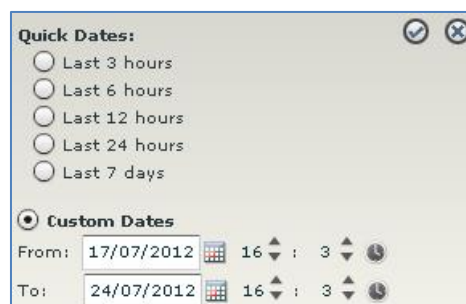 Quick Dates:
Last 3 hours
Last 6 hours
Last 12 hours
Last 24 hours
Last 7 days
Custom Dates
From: 17/07/2012 16 : 3
To: 24/07/2012 16 : 3